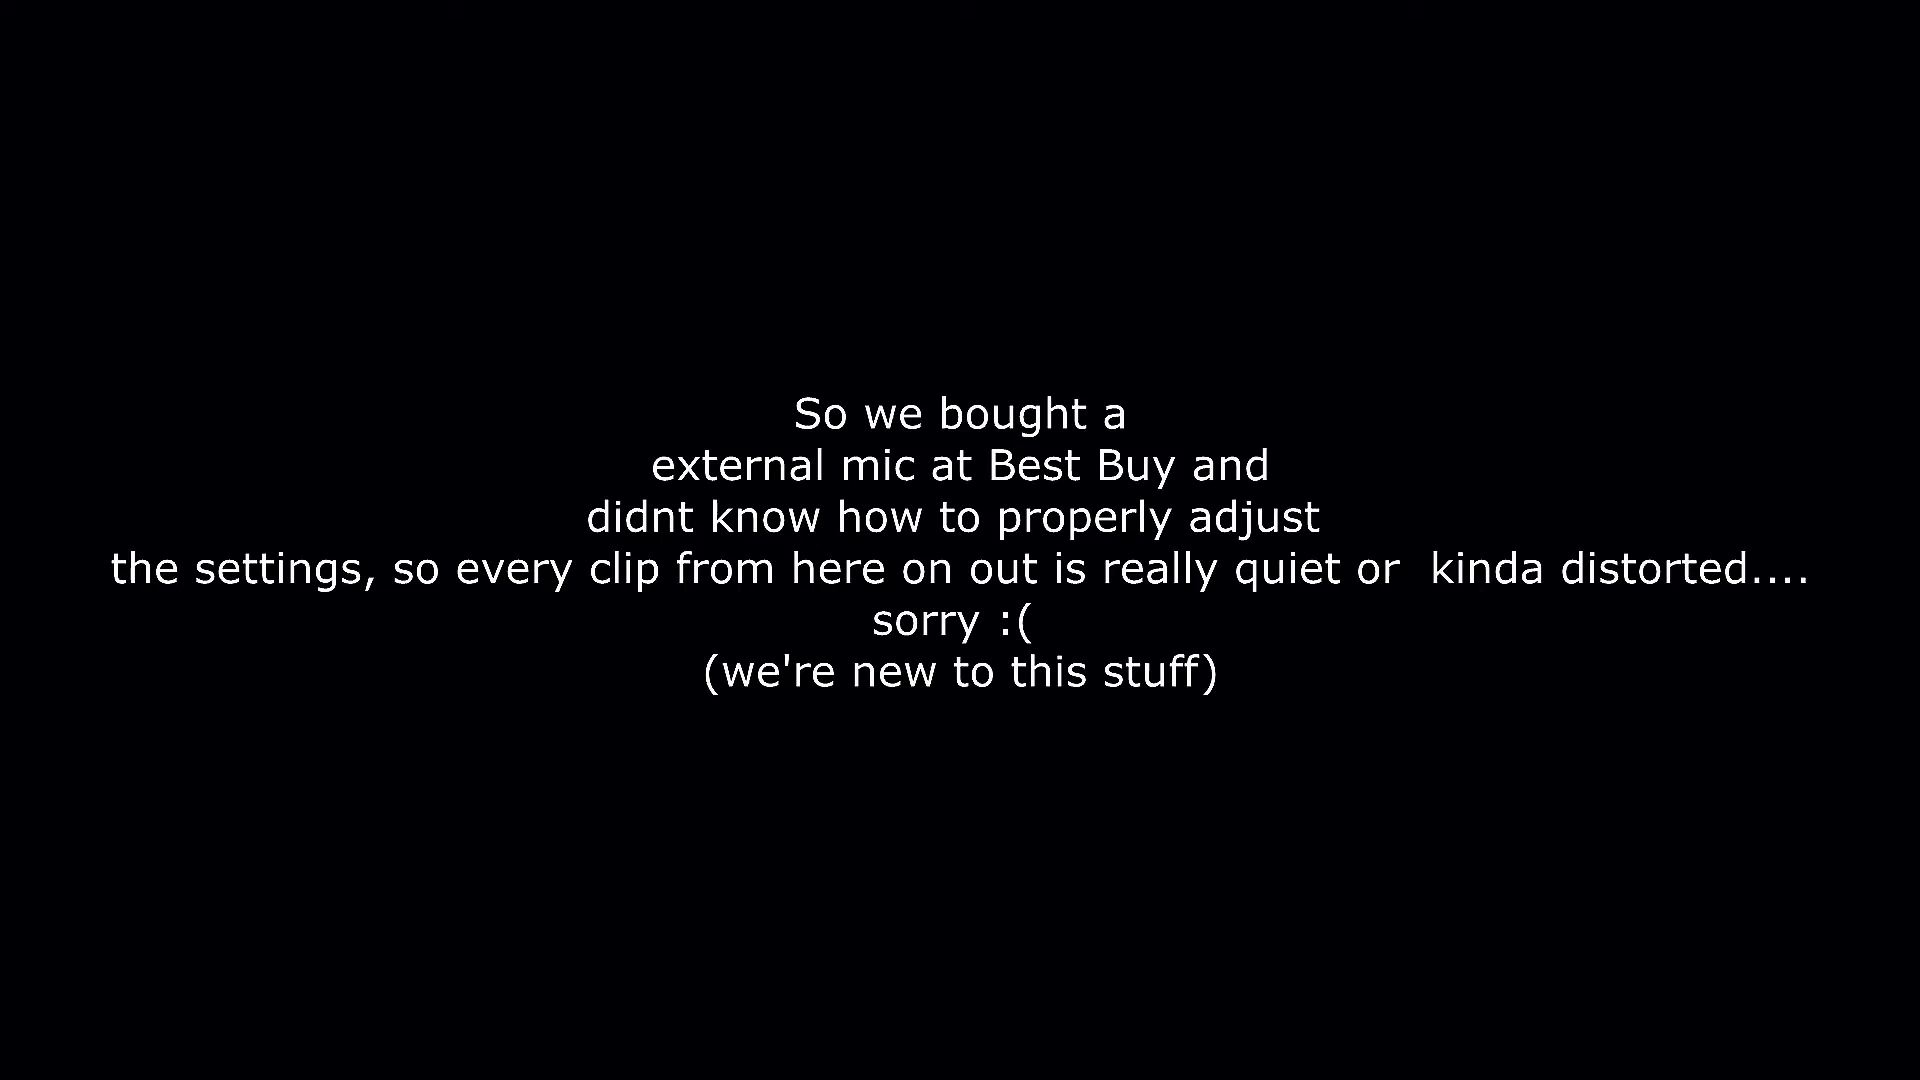 So we bought a
external mic at Best Buy and
didnt know how to properly adjust
the settings, so every clip from here on out is really quiet or  kinda distorted....
sorry :(
(we're new to this stuff)